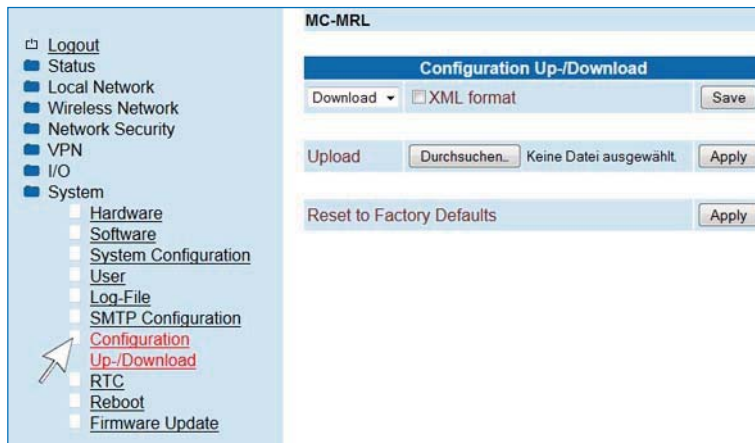 MC-MRL
Logout
Status
Local Network
Wireless Network
Network Security
VPN
I/O
System
Hardware
Software
System Configuration
User
Log-File
SMTP Configuration
Configuration
Up-/Download
RTC
Reboot
Firmware Update
Configuration Up-/Download
Download XML format Save
Upload Durchsuchen_ Keine Datei ausgewählt. Apply
Reset to Factory Defaults Apply